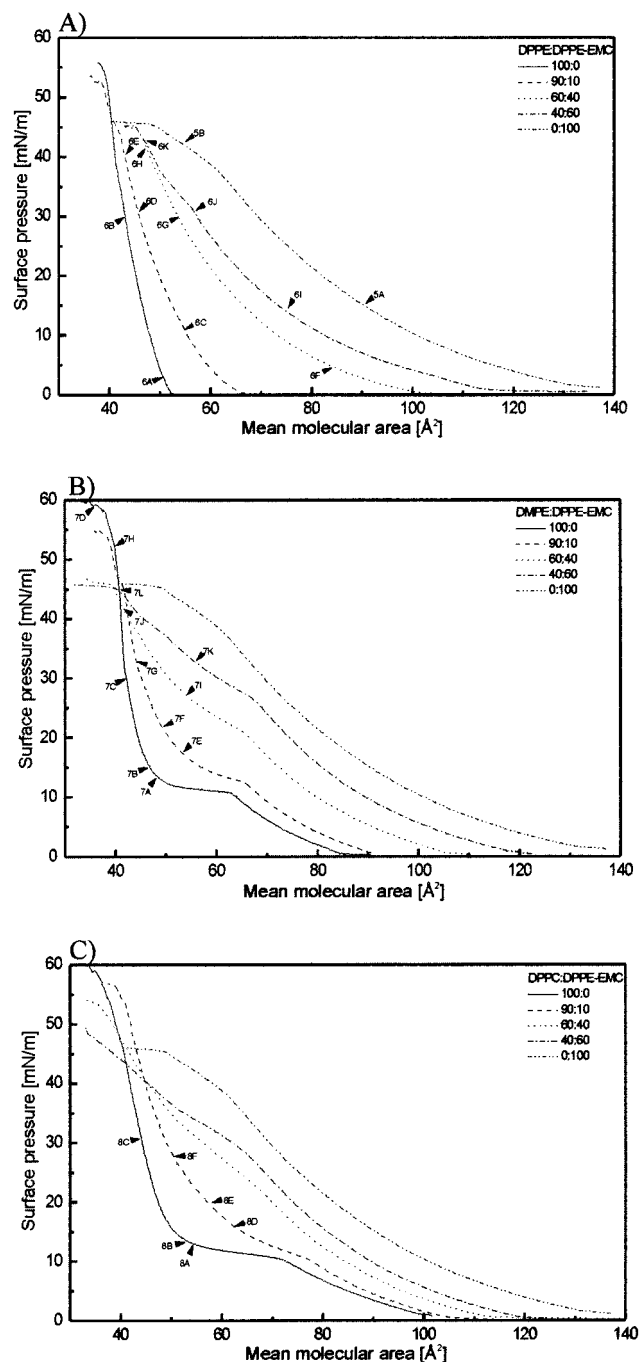 A)
60
50
40
30
20
10
0
Surface pressure [mN/m]
DPPE:DPPE-EMC
100:0
90:10
60:40
40:60
0:100
5B
6E
6K
6H
6D
6J
6B
6G
6I
5A
6C
6F
6A
40 60 80 100 120 140
Mean molecular area [Å²]
B)
60
50
40
30
20
10
0
Surface pressure [mN/m]
DMPE:DPPE-EMC
100:0
90:10
60:40
40:60
0:100
7D
7H
7L
7J
7K
7G
7C
7I
7F
7E
7B
7A
40 60 80 100 120 140
Mean molecular area [Å²]
C)
60
50
40
30
20
10
0
Surface pressure [mN/m]
DPPC:DPPE-EMC
100:0
90:10
60:40
40:60
0:100
8C
8F
8E
8D
8B
8A
40 60 80 100 120 140
Mean molecular area [Å²]